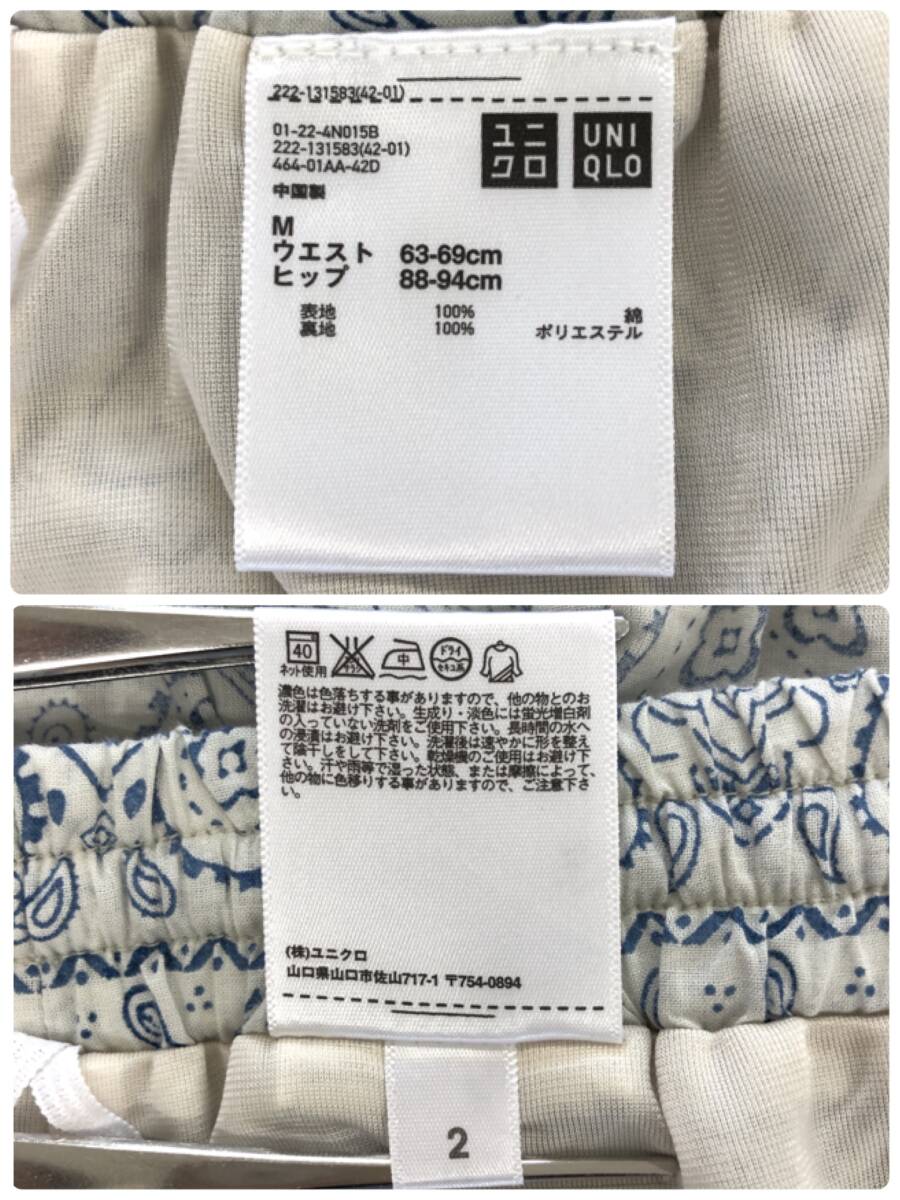 222-131583(42-01)
01-22-4N015B
222-131583(42-01)
464-01AA-42D
中国製
ユニクロ
UNIQLO
M
ウエスト 63-69cm
ヒップ 88-94cm
表地 100% 綿
裏地 100% ポリエステル
40
ネット使用
エンソサラシ
中
ドライ
セキユ系
濃色は色落ちする事がありますので、他の物とのお
洗濯はお避け下さい。生成り・淡色には蛍光増白剤
の入っていない洗剤をご使用下さい。長時間の水へ
の浸漬はお避け下さい。洗濯後は速やかに形を整え
て陰干しをして下さい。乾燥機のご使用はお避け下
さい。汗や雨等で湿った状態、または摩擦によって、
他の物に色移りする事がありますので、ご注意下さ
い。
(株)ユニクロ
山口県山口市佐山717-1 〒754-0894
2